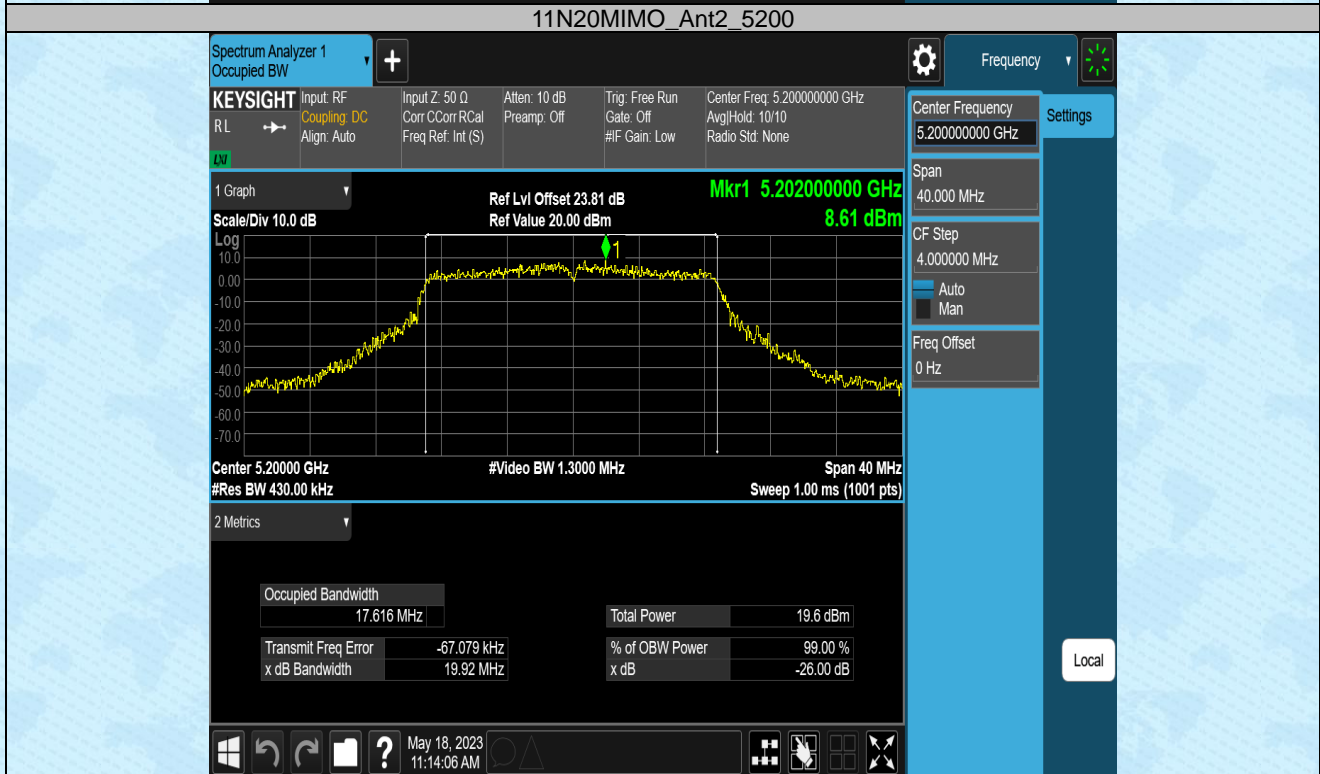 11N20MIMO_Ant2_5200
Spectrum Analyzer 1
Occupied BW
+
Frequency
KEYSIGHT
R L
LXI
Input: RF
Coupling: DC
Align: Auto
Input Z: 50 Ω
Corr CCorr RCal
Freq Ref: Int (S)
Atten: 10 dB
Preamp: Off
Trig: Free Run
Gate: Off
#IF Gain: Low
Center Freq: 5.200000000 GHz
Avg|Hold: 10/10
Radio Std: None
Center Frequency
5.200000000 GHz
Settings
Span
40.000 MHz
CF Step
4.000000 MHz
Auto
Man
Freq Offset
0 Hz
1 Graph
Scale/Div 10.0 dB
Ref Lvl Offset 23.81 dB
Ref Value 20.00 dBm
Mkr1 5.202000000 GHz
8.61 dBm
Log
10.0
0.00
-10.0
-20.0
-30.0
-40.0
-50.0
-60.0
-70.0
1
Center 5.20000 GHz
#Res BW 430.00 kHz
#Video BW 1.3000 MHz
Span 40 MHz
Sweep 1.00 ms (1001 pts)
2 Metrics
Occupied Bandwidth
17.616 MHz
Total Power 19.6 dBm
Transmit Freq Error -67.079 kHz
% of OBW Power 99.00 %
x dB Bandwidth 19.92 MHz
x dB -26.00 dB
Local
?
May 18, 2023
11:14:06 AM